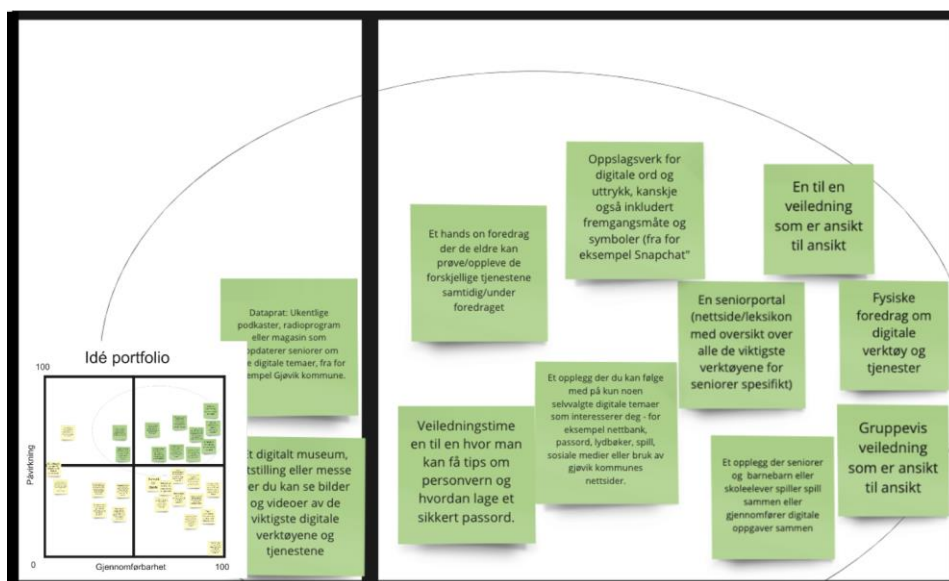 Oppslagsverk for
digitale ord og
uttrykk, kanskje
også inkludert
fremgangsmåte og
symboler (fra for
eksempel Snapchat"
En til en
veiledning
som er ansikt
til ansikt
Et hands on foredrag
der de eldre kan
prøve/oppleve de
forskjellige tjenestene
samtidig/under
foredraget
Dataprat: Ukentlige
podkaster, radioprogram
eller magasin som
oppdaterer seniorer om
digitale temaer, fra for
Gjøvik kommune.
En seniorportal
(nettside/leksikon
med oversikt over
alle de viktigste
verktøyene for
seniorer spesifikt)
Fysiske
foredrag om
digitale
verktøy og
tjenester
Veiledningstime
en til en hvor man
kan få tips om
personvern og
hvordan lage et
sikkert passord.
Et opplegg der du kan følge
med på kun noen
selvvalgte digitale temaer
som interesserer deg - for
eksempel nettbank,
passord, lydbøker, spill,
sosiale medier eller bruk av
gjøvik kommunes
nettsider.
Et opplegg der seniorer
og barnebarn eller
skoleelever spiller spill
sammen eller
gjennomfører digitale
oppgaver sammen
Gruppevis
veiledning
som er ansikt
til ansikt
digitalt museum,
eller messe
du kan se bilder
og videoer av de
viktigste digitale
verktøyene og
tjenestene
Idé portfolio
100
Påvirkning
0
Gjennomførbarhet
100